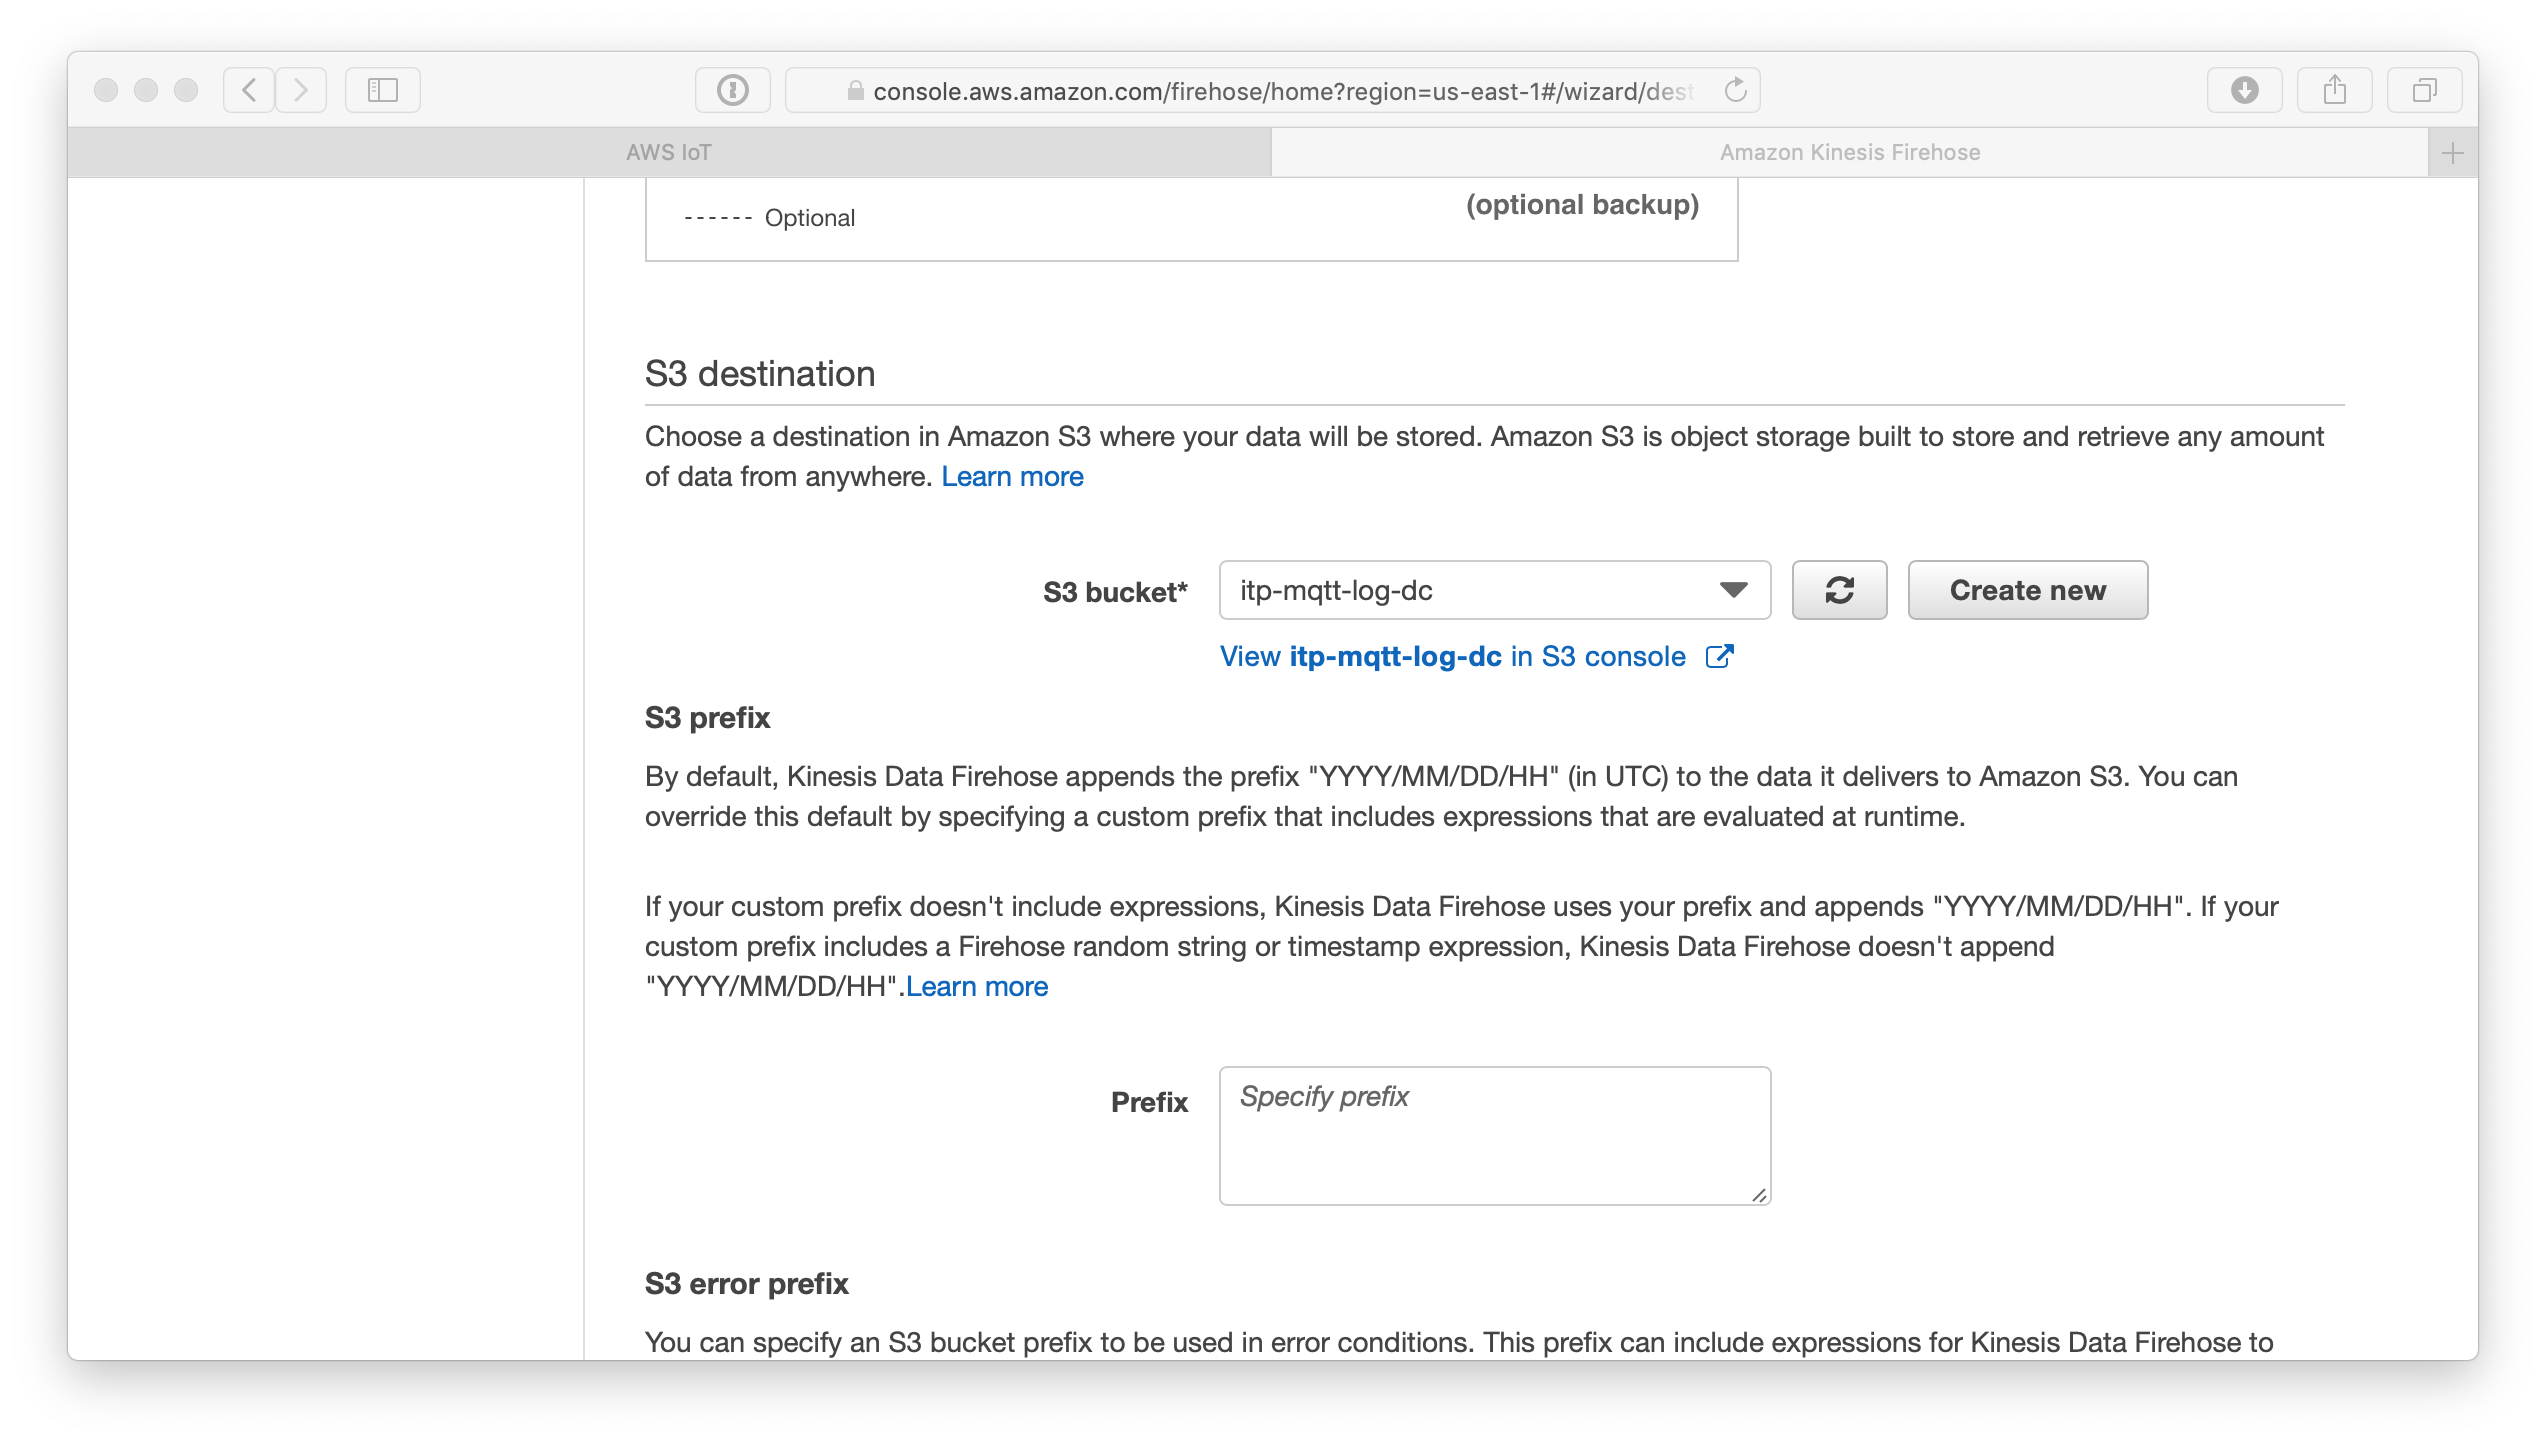 console.aws.amazon.com/firehose/home?region=us-east-1#/wizard/dest
AWS IoT
Amazon Kinesis Firehose
------ Optional
(optional backup)
S3 destination
Choose a destination in Amazon S3 where your data will be stored. Amazon S3 is object storage built to store and retrieve any amount
of data from anywhere. Learn more
S3 bucket*
itp-mqtt-log-dc
Create new
View itp-mqtt-log-dc in S3 console
S3 prefix
By default, Kinesis Data Firehose appends the prefix "YYYY/MM/DD/HH" (in UTC) to the data it delivers to Amazon S3. You can
override this default by specifying a custom prefix that includes expressions that are evaluated at runtime.
If your custom prefix doesn't include expressions, Kinesis Data Firehose uses your prefix and appends "YYYY/MM/DD/HH". If your
custom prefix includes a Firehose random string or timestamp expression, Kinesis Data Firehose doesn't append
"YYYY/MM/DD/HH".Learn more
Prefix
Specify prefix
S3 error prefix
You can specify an S3 bucket prefix to be used in error conditions. This prefix can include expressions for Kinesis Data Firehose to